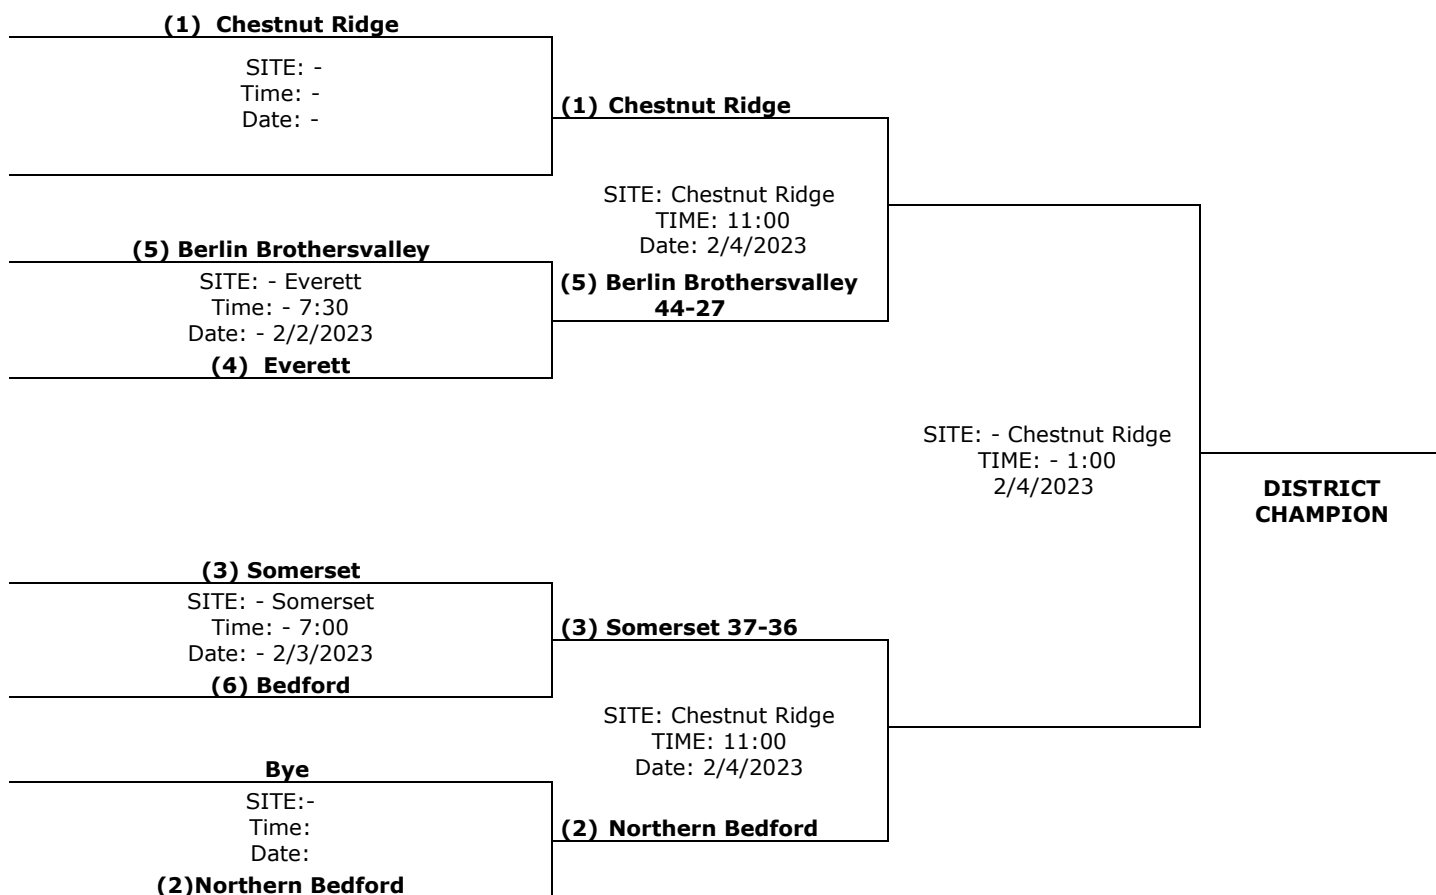 (1) Chestnut Ridge
SITE: -
Time: -
Date: -
(1) Chestnut Ridge
SITE: Chestnut Ridge
TIME: 11:00
Date: 2/4/2023
(5) Berlin Brothersvalley
SITE: - Everett
Time: - 7:30
Date: - 2/2/2023
(4) Everett
(5) Berlin Brothersvalley
44-27
SITE: - Chestnut Ridge
TIME: - 1:00
2/4/2023
DISTRICT
CHAMPION
(3) Somerset
SITE: - Somerset
Time: - 7:00
Date: - 2/3/2023
(6) Bedford
(3) Somerset 37-36
SITE: Chestnut Ridge
TIME: 11:00
Date: 2/4/2023
Bye
SITE:-
Time:
Date:
(2)Northern Bedford
(2) Northern Bedford